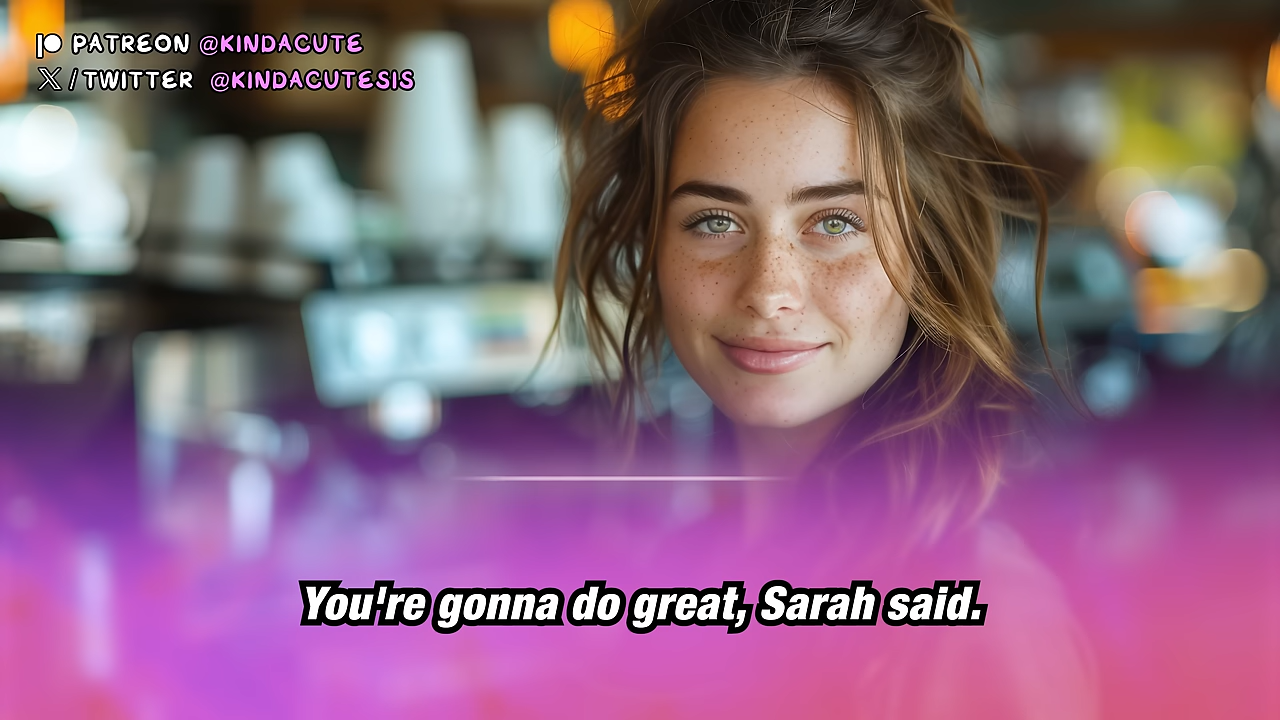 PATREON @KINDACUTE
X / TWITTER @KINDACUTESIS
You're gonna do great, Sarah said.